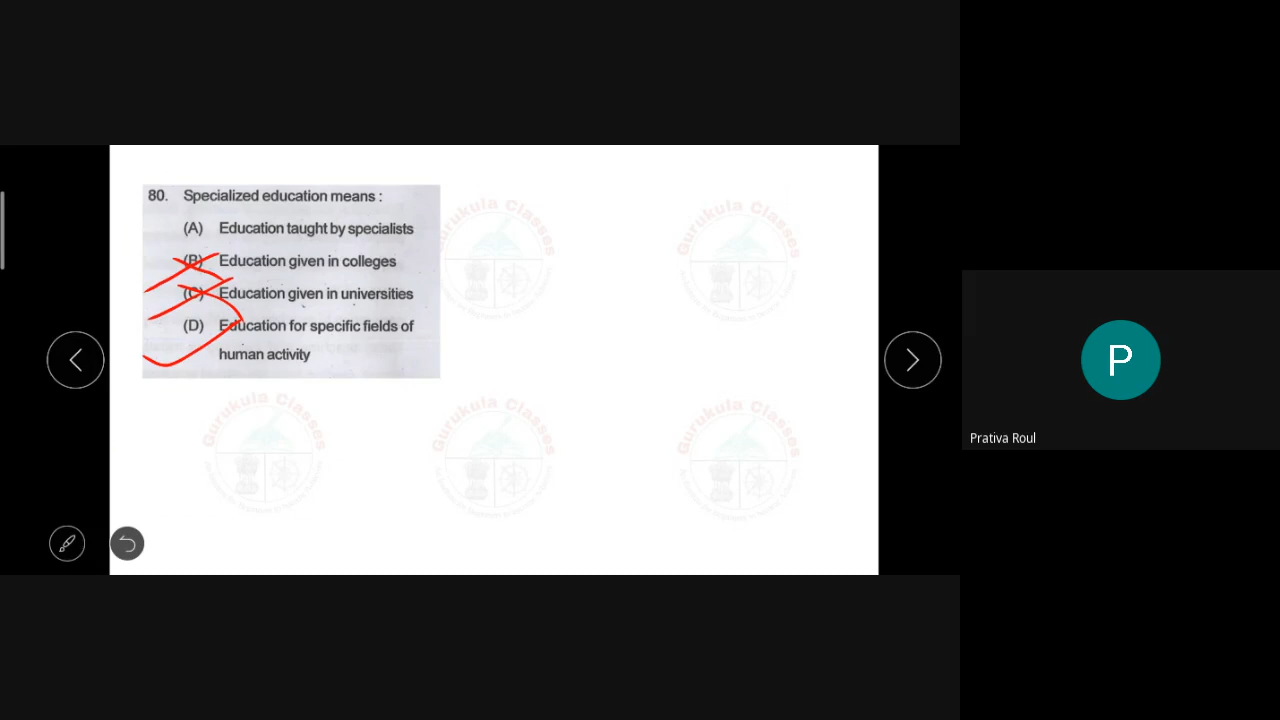 80. Specialized education means :
(A) Education taught by specialists
(B) Education given in colleges
(C) Education given in universities
(D) Education for specific fields of
human activity
Gurukula Classes
Gurukula Classes
Gurukula Classes
Gurukula Classes
Gurukula Classes
P
Prativa Roul